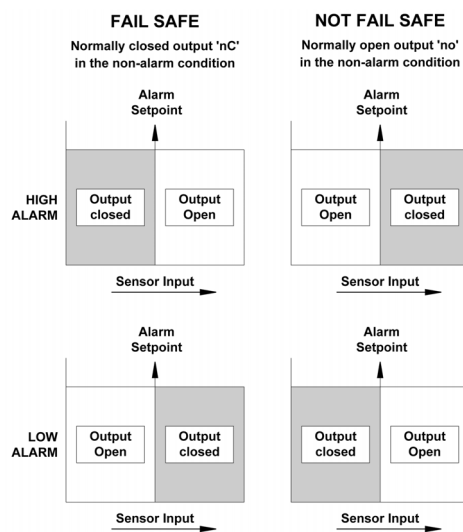 FAIL SAFE
Normally closed output 'nC'
in the non-alarm condition
NOT FAIL SAFE
Normally open output 'no'
in the non-alarm condition
Alarm
Setpoint
Alarm
Setpoint
HIGH
ALARM
Output
closed
Output
Open
Output
Open
Output
closed
Sensor Input
Sensor Input
Alarm
Setpoint
Alarm
Setpoint
LOW
ALARM
Output
Open
Output
closed
Output
closed
Output
Open
Sensor Input
Sensor Input